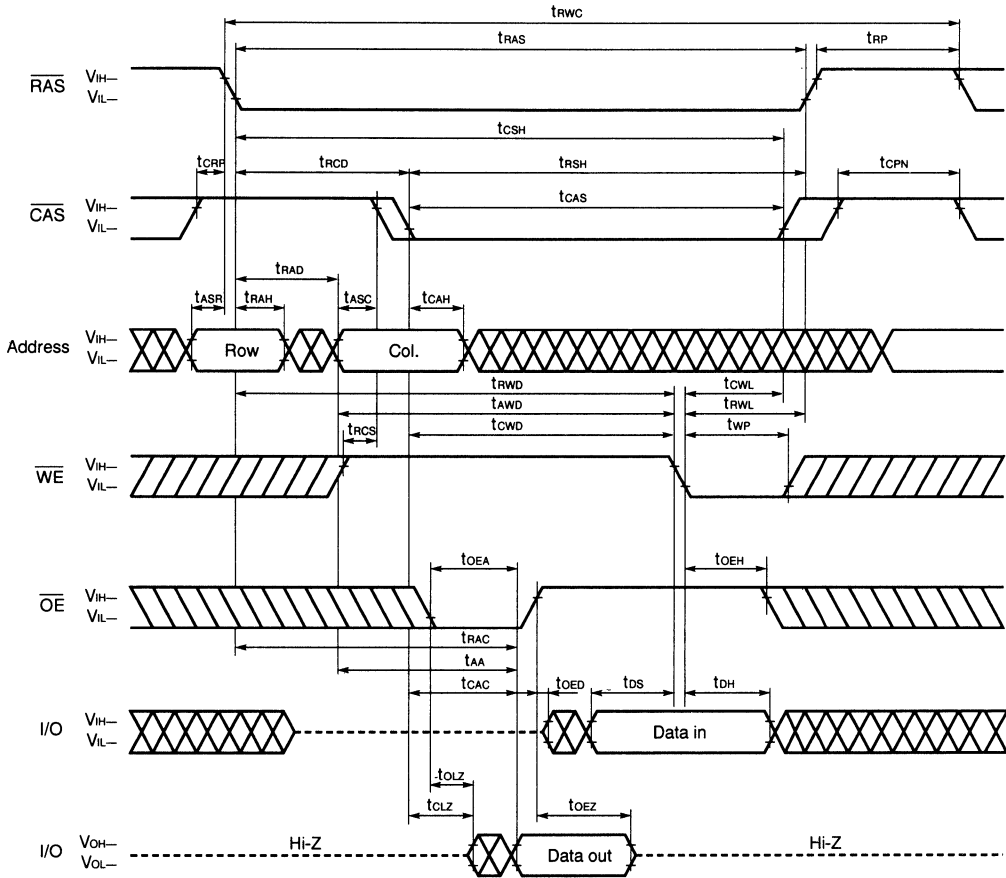 tRWC
tRAS tRP
RAS VIH—
VIL—
tCSH
tCRP tRCD tRSH tCPN
CAS VIH—
VIL—
tCAS
tRAD
tASR tRAH tASC tCAH
Address VIH—
VIL—
Row Col.
tRWD tCWL
tAWD tRWL
tRCS tCWD tWP
WE VIH—
VIL—
tOEA tOEH
OE VIH—
VIL—
tRAC
tAA
tCAC tOED tDS tDH
I/O VIH—
VIL—
Data in
tOLZ
tCLZ tOEZ
I/O VOH—
VOL—
Hi-Z Data out Hi-Z